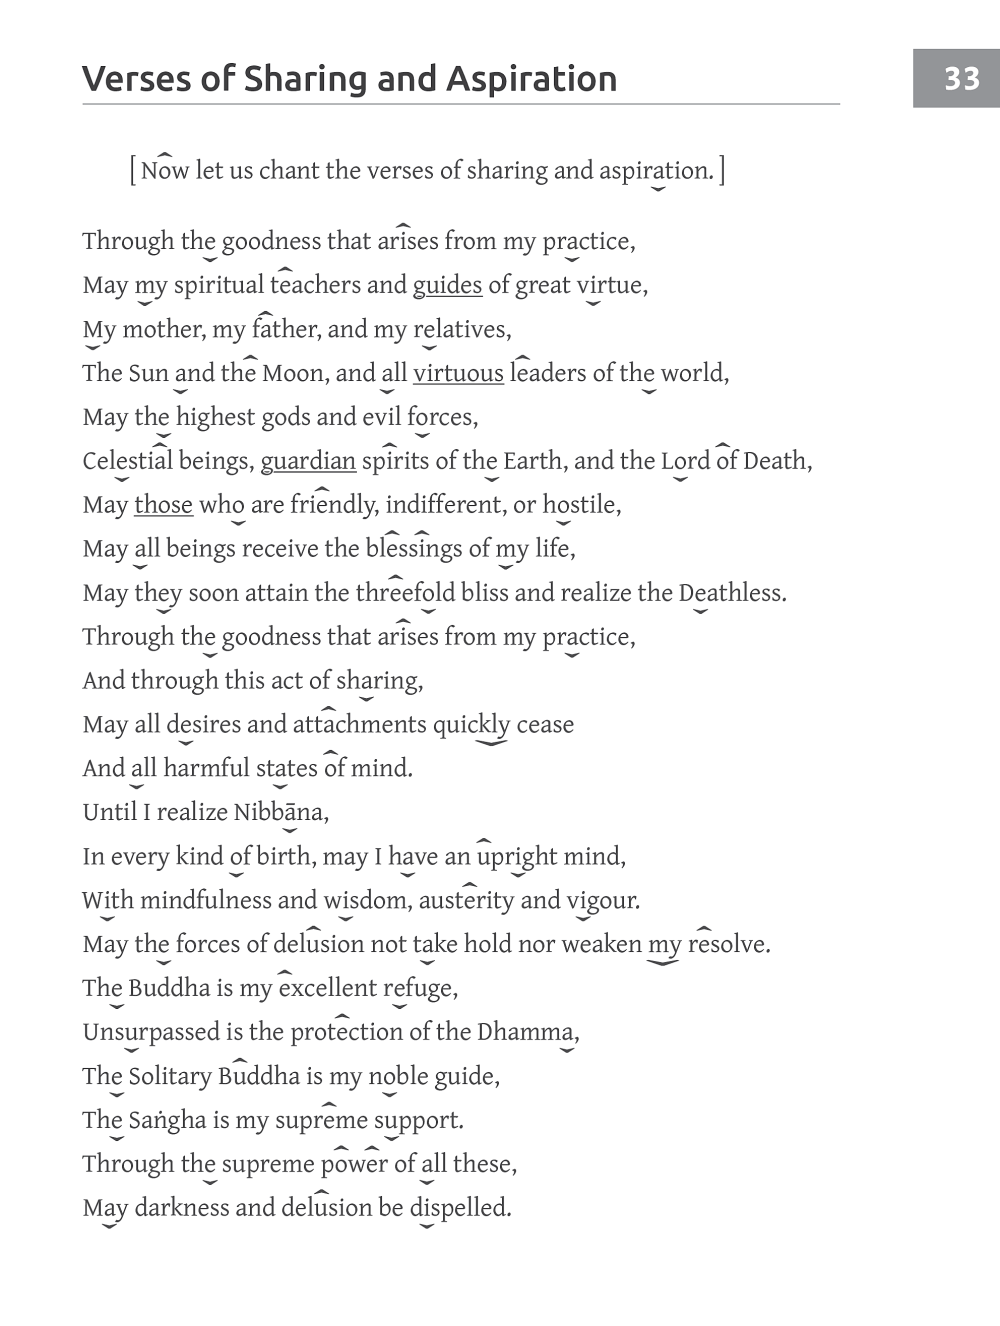 Verses of Sharing and Aspiration
33
[ Now let us chant the verses of sharing and aspiration. ]
Through the goodness that arises from my practice,
May my spiritual teachers and guides of great virtue,
My mother, my father, and my relatives,
The Sun and the Moon, and all virtuous leaders of the world,
May the highest gods and evil forces,
Celestial beings, guardian spirits of the Earth, and the Lord of Death,
May those who are friendly, indifferent, or hostile,
May all beings receive the blessings of my life,
May they soon attain the threefold bliss and realize the Deathless.
Through the goodness that arises from my practice,
And through this act of sharing,
May all desires and attachments quickly cease
And all harmful states of mind.
Until I realize Nibbāna,
In every kind of birth, may I have an upright mind,
With mindfulness and wisdom, austerity and vigour.
May the forces of delusion not take hold nor weaken my resolve.
The Buddha is my excellent refuge,
Unsurpassed is the protection of the Dhamma,
The Solitary Buddha is my noble guide,
The Saṅgha is my supreme support.
Through the supreme power of all these,
May darkness and delusion be dispelled.